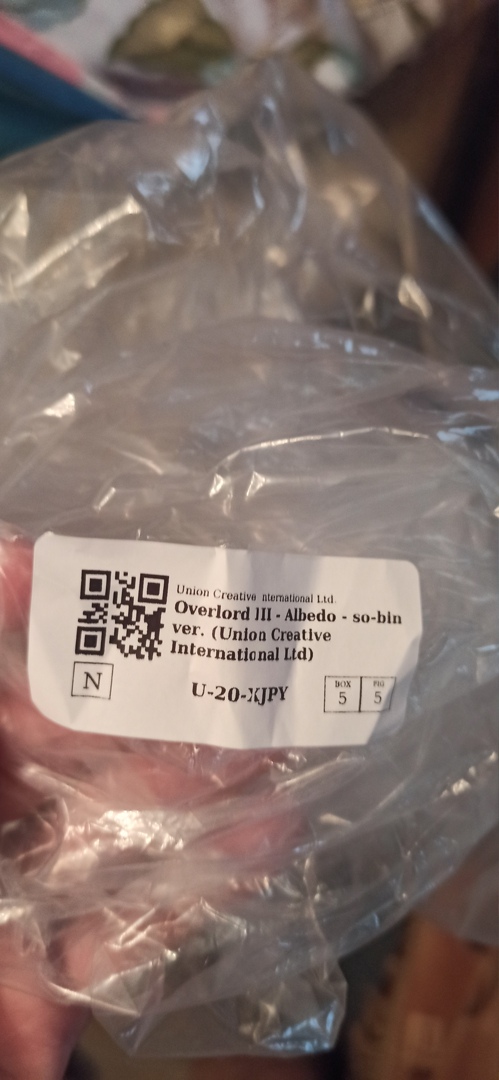 Union Creative nternational Ltd.
Overlord III - Albedo - so-bin
ver. (Union Creative
International Ltd)
N
U-20-XJPY
BOX
5
FIG
5